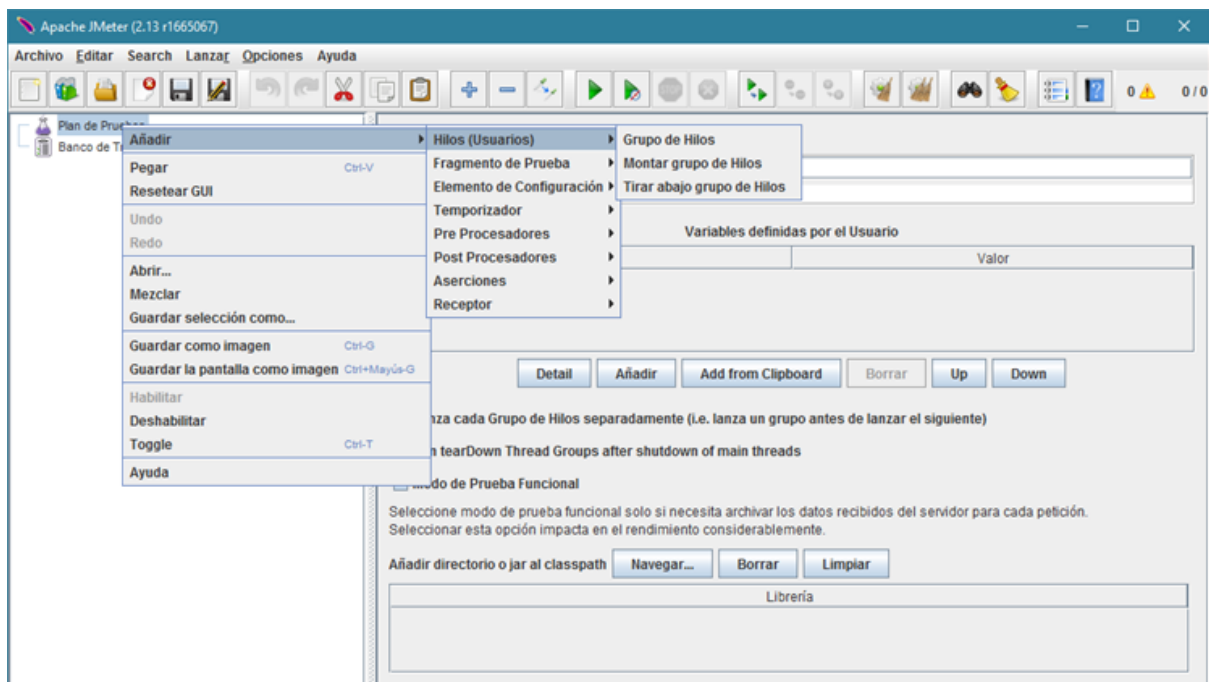 Apache JMeter (2.13 r1665067)
Archivo Editar Search Lanzar Opciones Ayuda
0 0/0
Plan de
Banco de
Añadir
Pegar Ctrl-V
Resetear GUI
Undo
Redo
Abrir...
Mezclar
Guardar selección como...
Guardar como imagen Ctrl-G
Guardar la pantalla como imagen Ctrl+Mayús-G
Habilitar
Deshabilitar
Toggle Ctrl-T
Ayuda
Hilos (Usuarios)
Fragmento de Prueba
Elemento de Configuración
Temporizador
Pre Procesadores
Post Procesadores
Aserciones
Receptor
Grupo de Hilos
Montar grupo de Hilos
Tirar abajo grupo de Hilos
Variables definidas por el Usuario
Valor
Detail Añadir Add from Clipboard Borrar Up Down
cada Grupo de Hilos separadamente (i.e. lanza un grupo antes de lanzar el siguiente)
tearDown Thread Groups after shutdown of main threads
Modo de Prueba Funcional
Seleccione modo de prueba funcional solo si necesita archivar los datos recibidos del servidor para cada petición.
Seleccionar esta opción impacta en el rendimiento considerablemente.
Añadir directorio o jar al classpath Navegar... Borrar Limpiar
Librería